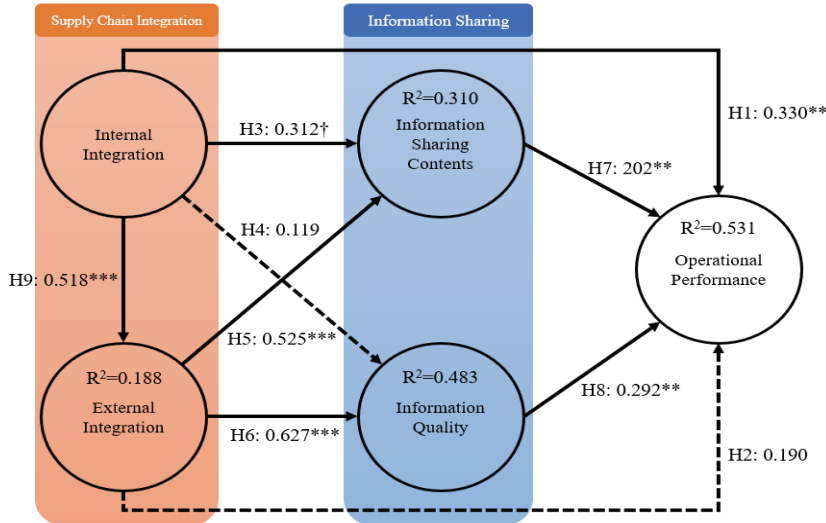 Supply Chain Integration
Information Sharing
Internal
Integration
H3: 0.312†
R²=0.310
Information
Sharing
Contents
H1: 0.330**
H7: 202**
H4: 0.119
R²=0.531
Operational
Performance
H9: 0.518***
H5: 0.525***
R²=0.188
External
Integration
H6: 0.627***
R²=0.483
Information
Quality
H8: 0.292**
H2: 0.190